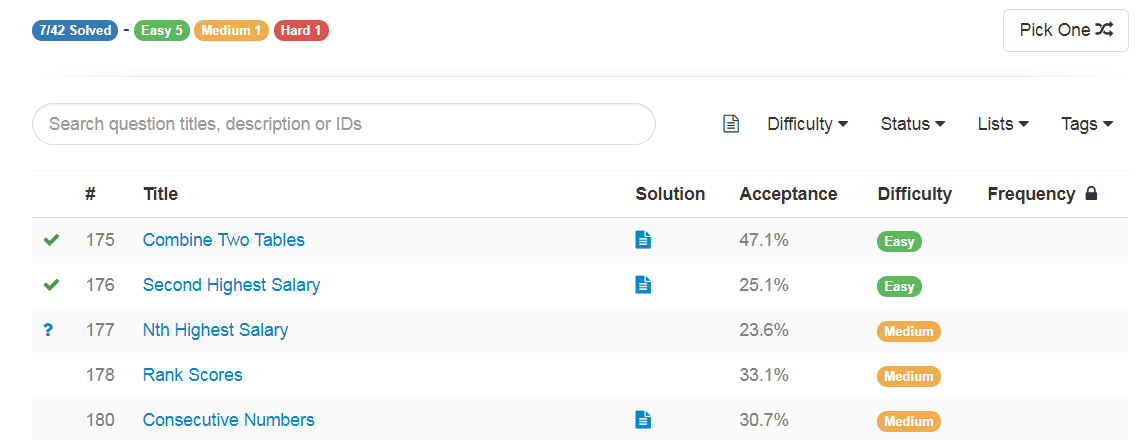 7/42 Solved - Easy 5 Medium 1 Hard 1 Pick One
Search question titles, description or IDs Difficulty Status Lists Tags
# Title Solution Acceptance Difficulty Frequency
175 Combine Two Tables 47.1% Easy
176 Second Highest Salary 25.1% Easy
? 177 Nth Highest Salary 23.6% Medium
178 Rank Scores 33.1% Medium
180 Consecutive Numbers 30.7% Medium